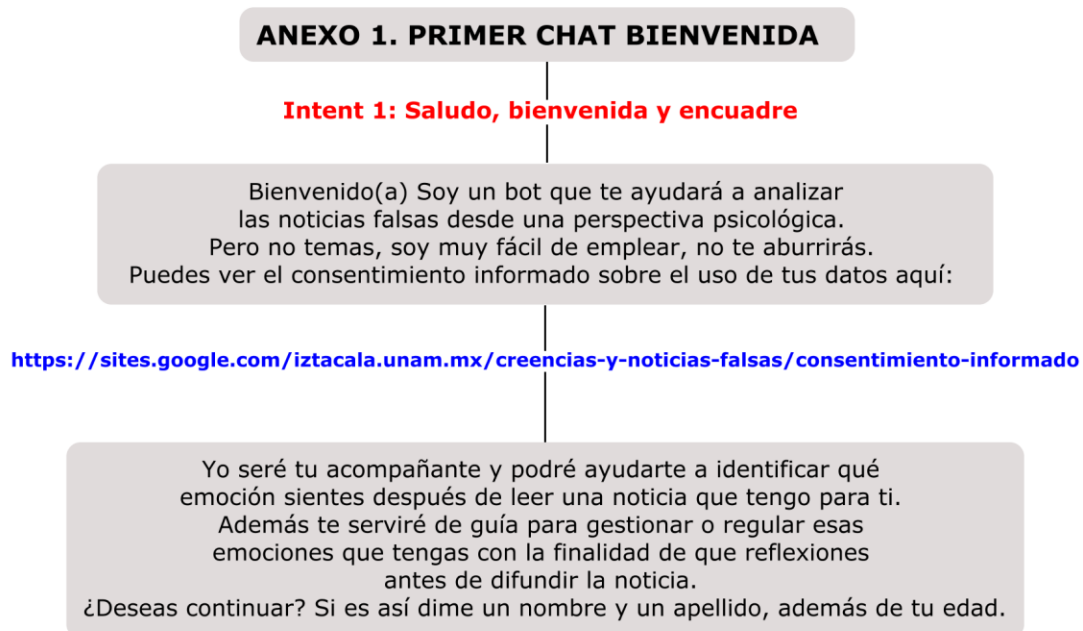 ANEXO 1. PRIMER CHAT BIENVENIDA
Intent 1: Saludo, bienvenida y encuadre
Bienvenido(a) Soy un bot que te ayudará a analizar
las noticias falsas desde una perspectiva psicológica.
Pero no temas, soy muy fácil de emplear, no te aburrirás.
Puedes ver el consentimiento informado sobre el uso de tus datos aquí:
https://sites.google.com/iztacala.unam.mx/creencias-y-noticias-falsas/consentimiento-informado
Yo seré tu acompañante y podré ayudarte a identificar qué
emoción sientes después de leer una noticia que tengo para ti.
Además te serviré de guía para gestionar o regular esas
emociones que tengas con la finalidad de que reflexiones
antes de difundir la noticia.
¿Deseas continuar? Si es así dime un nombre y un apellido, además de tu edad.